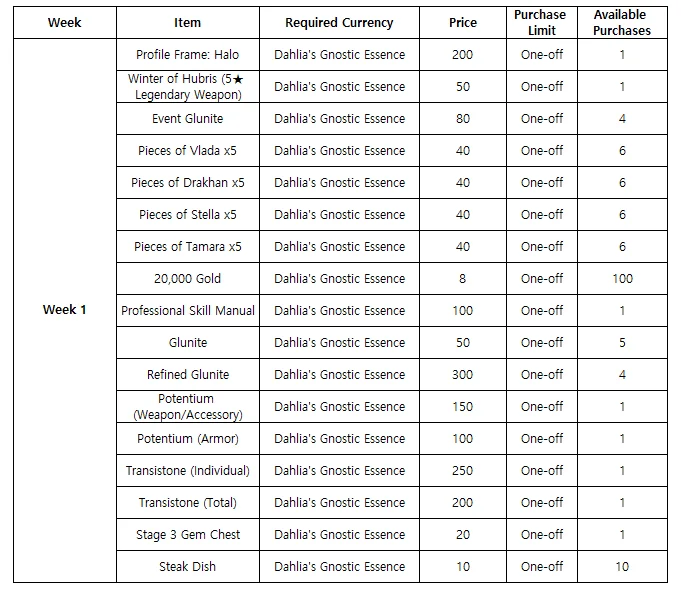 Week Item Required Currency Price Purchase Limit Available Purchases
Week 1
Profile Frame: Halo Dahlia's Gnostic Essence 200 One-off 1
Winter of Hubris (5★ Legendary Weapon) Dahlia's Gnostic Essence 50 One-off 1
Event Glunite Dahlia's Gnostic Essence 80 One-off 4
Pieces of Vlada x5 Dahlia's Gnostic Essence 40 One-off 6
Pieces of Drakhan x5 Dahlia's Gnostic Essence 40 One-off 6
Pieces of Stella x5 Dahlia's Gnostic Essence 40 One-off 6
Pieces of Tamara x5 Dahlia's Gnostic Essence 40 One-off 6
20,000 Gold Dahlia's Gnostic Essence 8 One-off 100
Professional Skill Manual Dahlia's Gnostic Essence 100 One-off 1
Glunite Dahlia's Gnostic Essence 50 One-off 5
Refined Glunite Dahlia's Gnostic Essence 300 One-off 4
Potentium (Weapon/Accessory) Dahlia's Gnostic Essence 150 One-off 1
Potentium (Armor) Dahlia's Gnostic Essence 100 One-off 1
Transistone (Individual) Dahlia's Gnostic Essence 250 One-off 1
Transistone (Total) Dahlia's Gnostic Essence 200 One-off 1
Stage 3 Gem Chest Dahlia's Gnostic Essence 20 One-off 1
Steak Dish Dahlia's Gnostic Essence 10 One-off 10